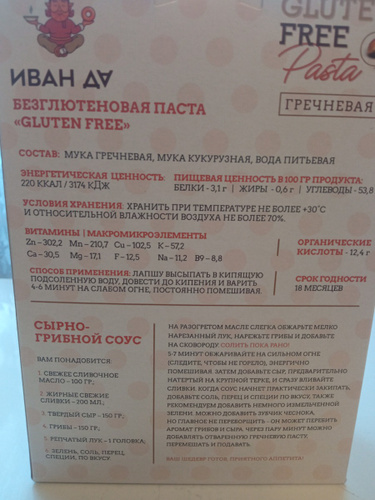 GLUTEN
FREE
Pasta
ГРЕЧНЕВАЯ
ИВАН ДА
БЕЗГЛЮТЕНОВАЯ ПАСТА
«GLUTEN FREE»
СОСТАВ: МУКА ГРЕЧНЕВАЯ, МУКА КУКУРУЗНАЯ, ВОДА ПИТЬЕВАЯ
ЭНЕРГЕТИЧЕСКАЯ ЦЕННОСТЬ:
220 ККАЛ / 3174 КДЖ
ПИЩЕВАЯ ЦЕННОСТЬ В 100 ГР ПРОДУКТА:
БЕЛКИ - 3,1 г | ЖИРЫ - 0,6 г | УГЛЕВОДЫ - 53,8
УСЛОВИЯ ХРАНЕНИЯ: ХРАНИТЬ ПРИ ТЕМПЕРАТУРЕ НЕ БОЛЕЕ +30°С
И ОТНОСИТЕЛЬНОЙ ВЛАЖНОСТИ ВОЗДУХА НЕ БОЛЕЕ 70%.
ВИТАМИНЫ | МАКРОМИКРОЭЛЕМЕНТЫ
Zn - 302,2 Mn - 210,7 Cu - 102,5 K - 57,2
Ca - 30,5 Mg - 17,1 F - 12,5 Na - 11,2 B9 - 8,8
ОРГАНИЧЕСКИЕ
КИСЛОТЫ - 12,4 г
СПОСОБ ПРИМЕНЕНИЯ: ЛАПШУ ВЫСЫПАТЬ В КИПЯЩУЮ
ПОДСОЛЕННУЮ ВОДУ, ДОВЕСТИ ДО КИПЕНИЯ И ВАРИТЬ
4-6 МИНУТ НА СЛАБОМ ОГНЕ, ПОСТОЯННО ПОМЕШИВАЯ.
СРОК ГОДНОСТИ
18 МЕСЯЦЕВ
СЫРНО-
ГРИБНОЙ СОУС
ВАМ ПОНАДОБИТСЯ:
1. СВЕЖЕЕ СЛИВОЧНОЕ
МАСЛО - 100 ГР.;
2. ЖИРНЫЕ СВЕЖИЕ
СЛИВКИ - 200 МЛ.;
3. ТВЕРДЫЙ СЫР - 150 ГР.;
4. ГРИБЫ - 150 ГР.;
5. РЕПЧАТЫЙ ЛУК - 1 ГОЛОВКА;
6. ЗЕЛЕНЬ, СОЛЬ, ПЕРЕЦ,
СПЕЦИИ, ПО ВКУСУ.
НА РАЗОГРЕТОМ МАСЛЕ СЛЕГКА ОБЖАРЬТЕ МЕЛКО
НАРЕЗАННЫЙ ЛУК, НАРЕЖЬТЕ ГРИБЫ И ДОБАВЬТЕ
НА СКОВОРОДУ. СОЛИТЬ ПОКА РАНО!
5-7 МИНУТ ОБЖАРИВАЙТЕ НА СИЛЬНОМ ОГНЕ
(СЛЕДИТЕ, ЧТОБЫ НЕ ГОРЕЛО), ЭНЕРГИЧНО
ПОМЕШИВАЯ. ЗАТЕМ ДОБАВЬТЕ СЫР, ПРЕДВАРИТЕЛЬНО
НАТЕРТЫЙ НА КРУПНОЙ ТЕРКЕ, И СРАЗУ ВЛИВАЙТЕ
СЛИВКИ. КОГДА СОУС НАЧНЕТ ПРАКТИЧЕСКИ ЗАКИПАТЬ,
ДОБАВЬТЕ СОЛЬ, ПЕРЕЦ И СПЕЦИИ ПО ВКУСУ, ТАКЖЕ
РЕКОМЕНДУЕМ ДОБАВИТЬ НЕМНОГО ИЗМЕЛЬЧЕННОЙ
ЗЕЛЕНИ. МОЖНО ДОБАВИТЬ ЗУБЧИК ЧЕСНОКА,
НО ГЛАВНОЕ НЕ ПЕРЕБОРЩИТЬ - ОН МОЖЕТ ПЕРЕБИТЬ
АРОМАТ ГРИБОВ И СЫРА. ЧЕРЕЗ ПАРУ МИНУТ МОЖНО
ДОБАВЛЯТЬ ОТВАРЕННУЮ ГРЕЧНЕВУЮ ПАСТУ.
ПЕРЕМЕШАТЬ И ПОДАВАТЬ.
ВАШ ШЕДЕВР ГОТОВ, ПРИЯТНОГО АППЕТИТА!